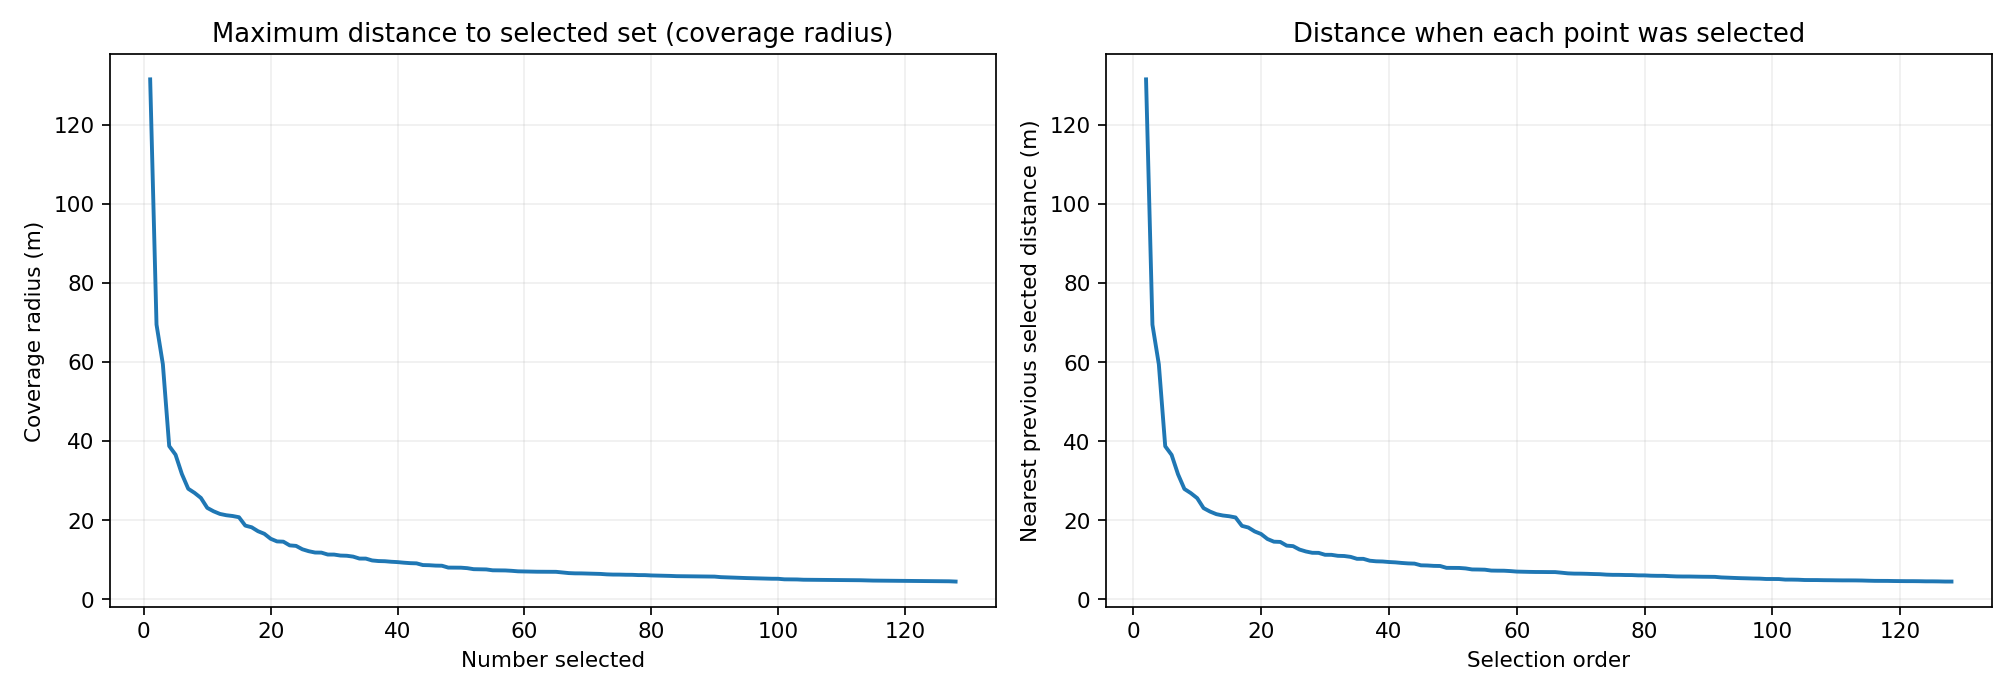 Maximum distance to selected set (coverage radius)
Coverage radius (m)
120
100
80
60
40
20
0
0 20 40 60 80 100 120
Number selected
Distance when each point was selected
Nearest previous selected distance (m)
120
100
80
60
40
20
0
0 20 40 60 80 100 120
Selection order